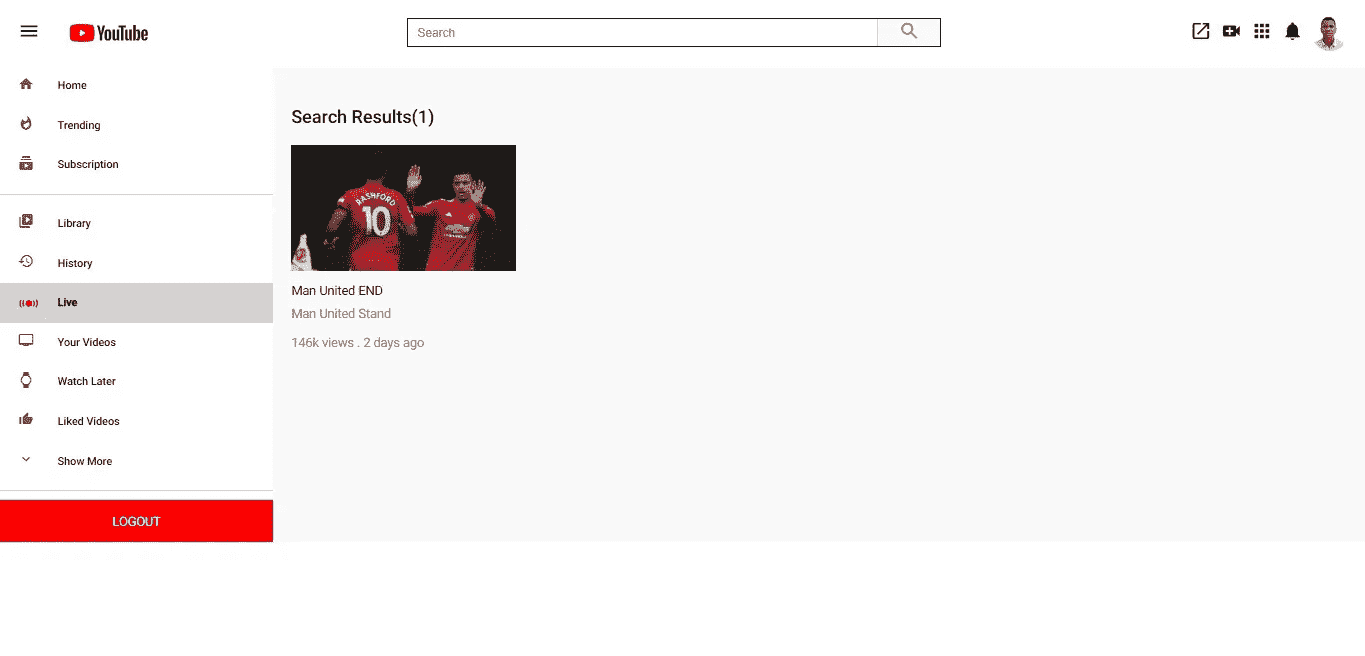 YouTube
Search
Home
Trending
Subscription
Library
History
Live
Your Videos
Watch Later
Liked Videos
Show More
LOGOUT
Search Results(1)
RASHFORD
10
Man United END
Man United Stand
146k views . 2 days ago